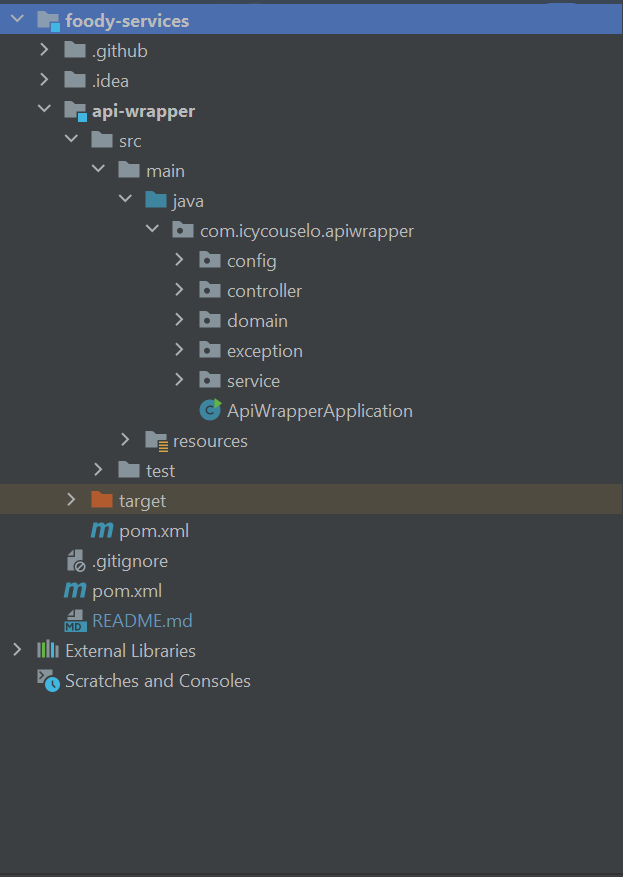 foody-services
.github
.idea
api-wrapper
src
main
java
com.icycouselo.apiwrapper
config
controller
domain
exception
service
C ApiWrapperApplication
resources
test
target
m pom.xml
.gitignore
m pom.xml
MD README.md
External Libraries
Scratches and Consoles